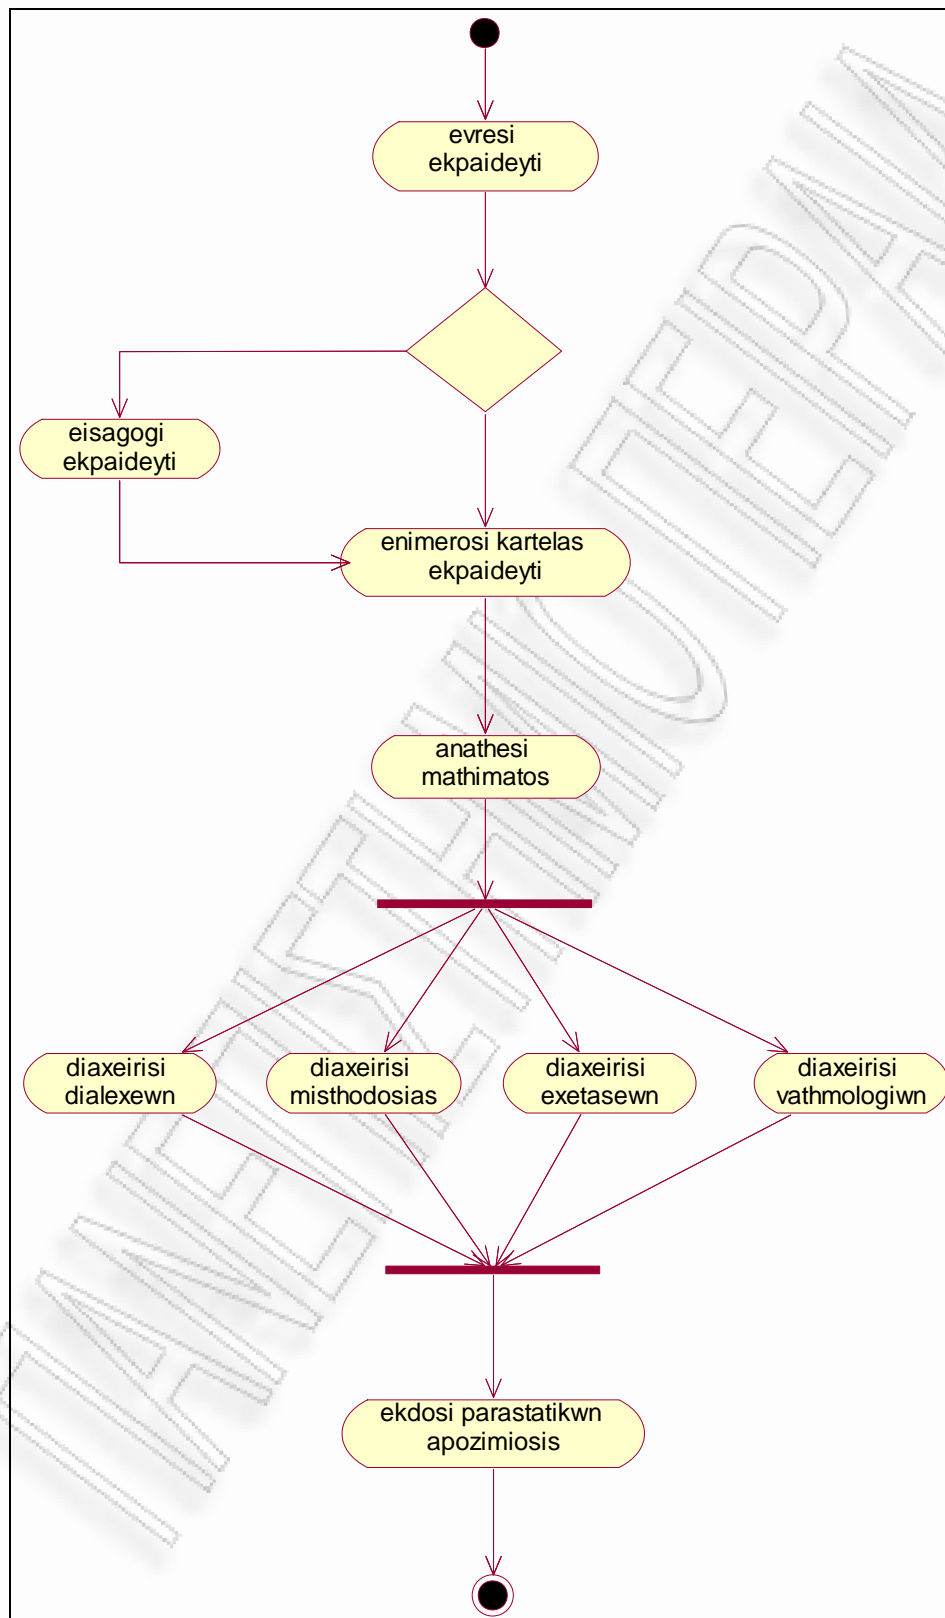 evresi
ekpaideyti
eisagogi
ekpaideyti
enimerosi kartelas
ekpaideyti
anathesi
mathimatos
diaxeirisi
dialexewn
diaxeirisi
misthodosias
diaxeirisi
exetasewn
diaxeirisi
vathmologiwn
ekdosi parastatikwn
apozimiosis